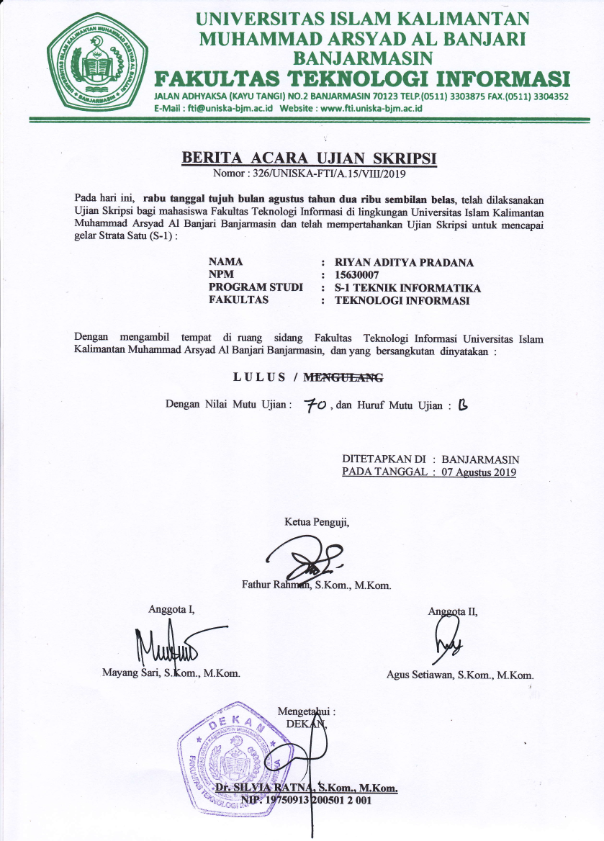 UNIVERSITAS ISLAM KALIMANTAN
MUHAMMAD ARSYAD AL BANJARI
BANJARMASIN
FAKULTAS TEKNOLOGI INFORMASI
JALAN ADHYAKSA (KAYU TANGI) NO.2 BANJARMASIN 70123 TELP.(0511) 3303875 FAX.(0511) 3304352
E-Mail : fti@uniska-bjm.ac.id Website : www.fti.uniska-bjm.ac.id
BERITA ACARA UJIAN SKRIPSI
Nomor : 326/UNISKA-FTI/A.15/VIII/2019
Pada hari ini, rabu tanggal tujuh bulan agustus tahun dua ribu sembilan belas, telah dilaksanakan
Ujian Skripsi bagi mahasiswa Fakultas Teknologi Informasi di lingkungan Universitas Islam Kalimantan
Muhammad Arsyad Al Banjari Banjarmasin dan telah mempertahankan Ujian Skripsi untuk mencapai
gelar Strata Satu (S-1) :
NAMA : RIYAN ADITYA PRADANA
NPM : 15630007
PROGRAM STUDI : S-1 TEKNIK INFORMATIKA
FAKULTAS : TEKNOLOGI INFORMASI
Dengan mengambil tempat di ruang sidang Fakultas Teknologi Informasi Universitas Islam
Kalimantan Muhammad Arsyad Al Banjari Banjarmasin, dan yang bersangkutan dinyatakan :
L U L U S / MENGULANG
Dengan Nilai Mutu Ujian : 70 , dan Huruf Mutu Ujian : B
DITETAPKAN DI : BANJARMASIN
PADA TANGGAL : 07 Agustus 2019
Ketua Penguji,
Fathur Rahman, S.Kom., M.Kom.
Anggota I,
Anggota II,
Mayang Sari, S.Kom., M.Kom.
Agus Setiawan, S.Kom., M.Kom.
Mengetahui :
DEKAN,
DEKAN
Dr. SILVIA RATNA, S.Kom., M.Kom.
NIP. 19750913 200501 2 001